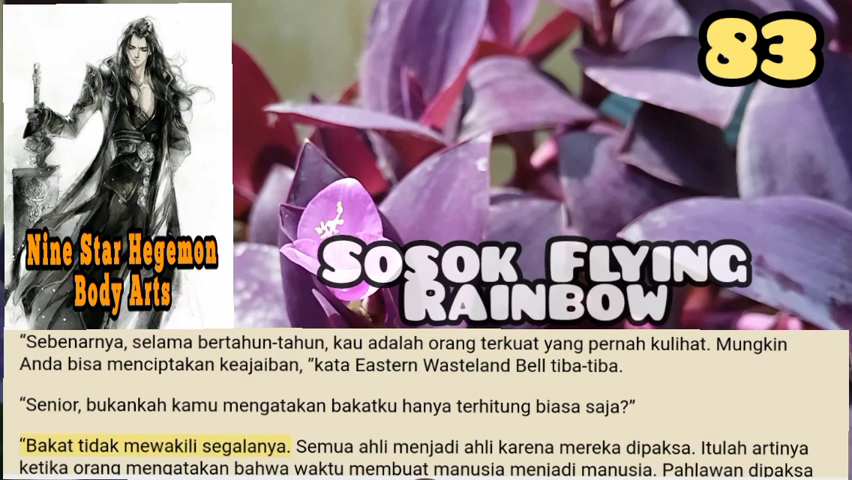 83
Nine Star Hegemon
Body Arts
Sosok Flying
Rainbow
“Sebenarnya, selama bertahun-tahun, kau adalah orang terkuat yang pernah kulihat. Mungkin
Anda bisa menciptakan keajaiban, ”kata Eastern Wasteland Bell tiba-tiba.
“Senior, bukankah kamu mengatakan bakatku hanya terhitung biasa saja?”
“Bakat tidak mewakili segalanya. Semua ahli menjadi ahli karena mereka dipaksa. Itulah artinya
ketika orang mengatakan bahwa waktu membuat manusia menjadi manusia. Pahlawan dipaksa